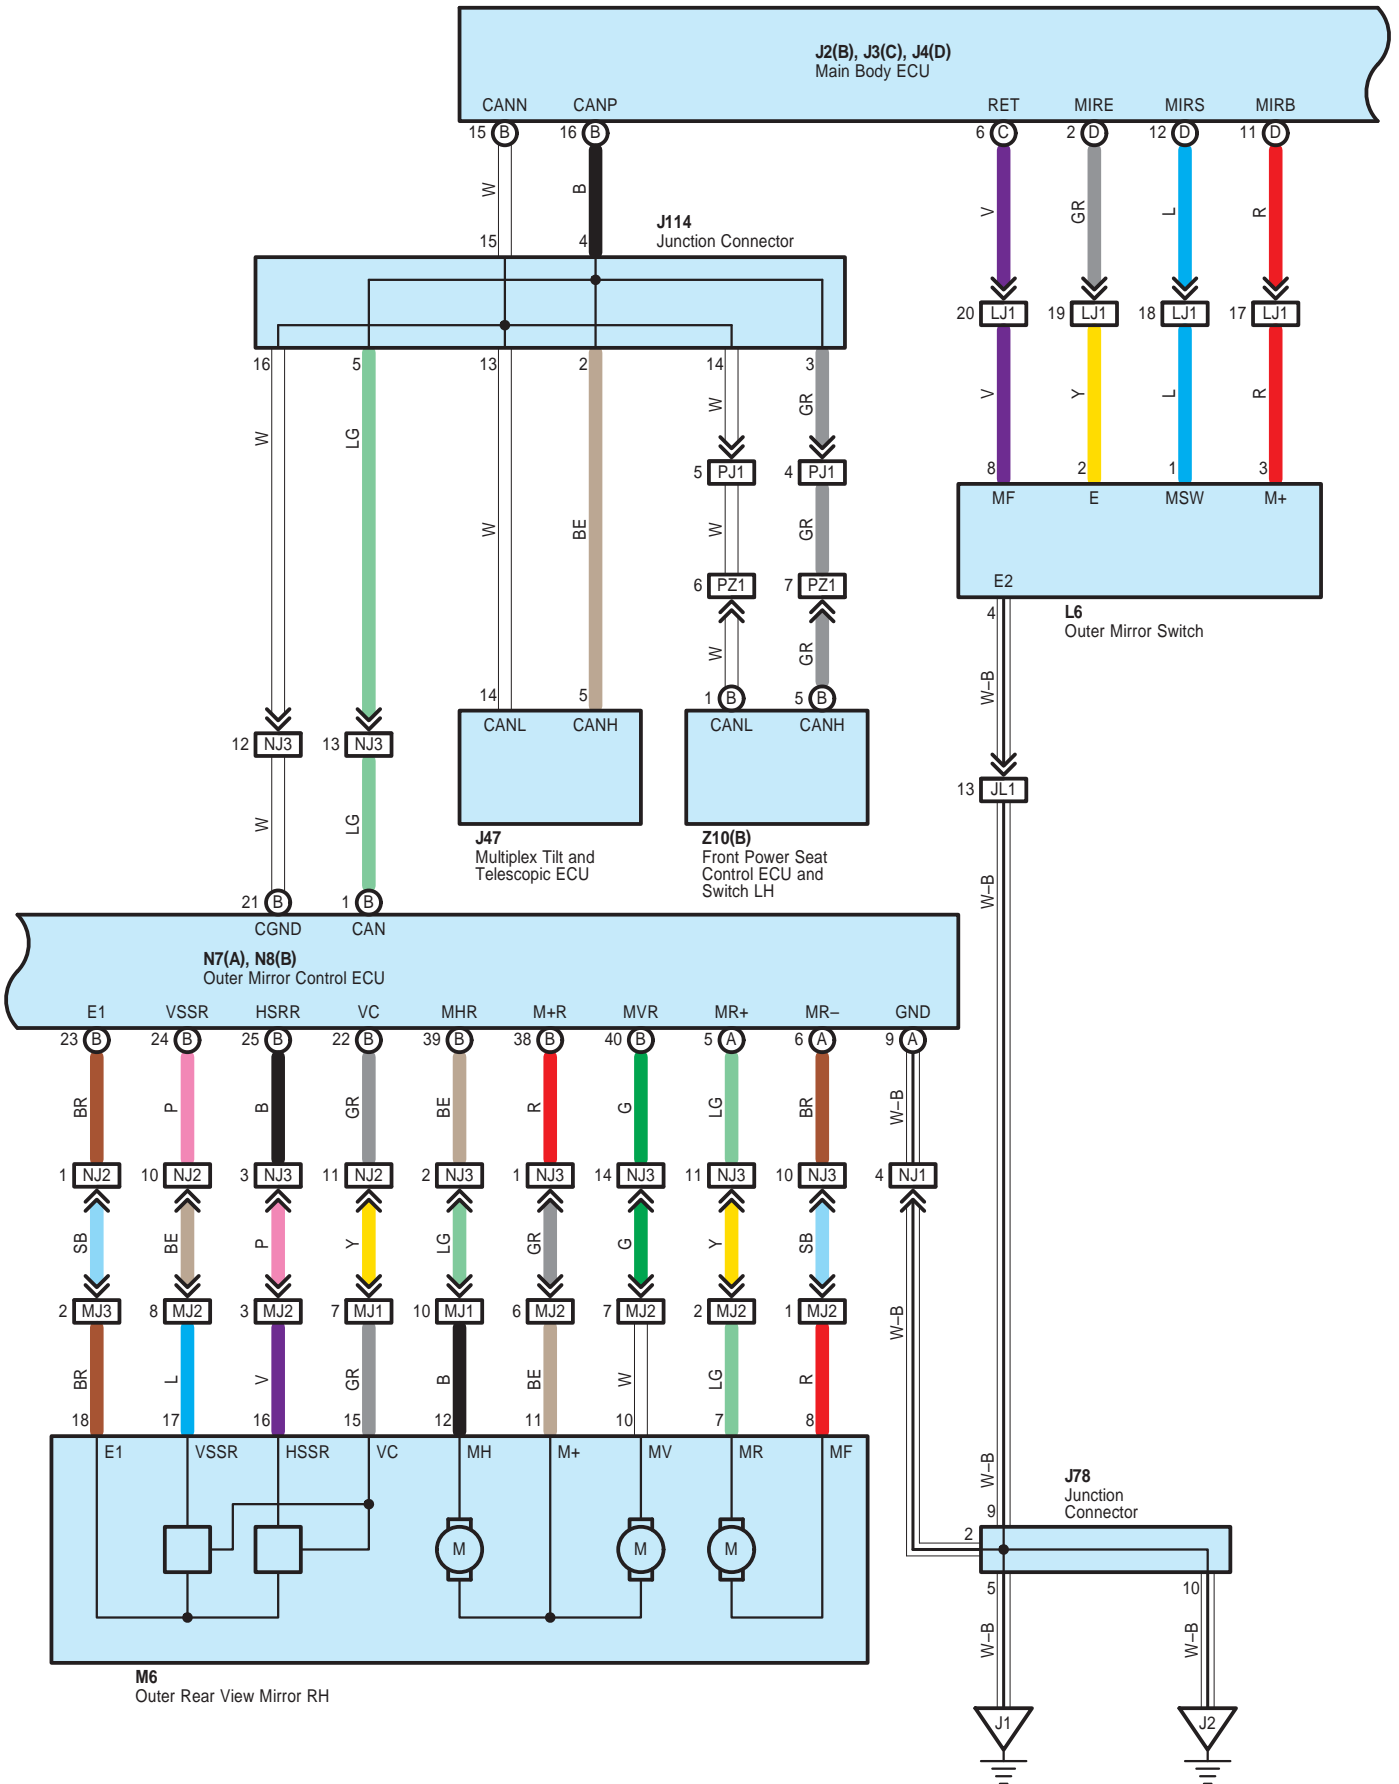 J2(B), J3(C), J4(D)
Main Body ECU
CANN CANP RET MIRE MIRS MIRB
15 B 16 B 6 C 2 D 12 D 11 D
W B V GR L R
J114
Junction Connector
15 4
20 LJ1 19 LJ1 18 LJ1 17 LJ1
16 5 13 2 14 3
W GR V Y L R
W LG
5 PJ1 4 PJ1
8 2 1 3
MF E MSW M+
W BE W GR
6 PZ1 7 PZ1
E2
4
L6
Outer Mirror Switch
W GR
W–B
14 5 1 B 5 B
CANL CANH CANL CANH
12 NJ3 13 NJ3
13 JL1
W LG
J47
Multiplex Tilt and
Telescopic ECU
Z10(B)
Front Power Seat
Control ECU and
Switch LH
W–B
21 B 1 B
CGND CAN
N7(A), N8(B)
Outer Mirror Control ECU
E1 VSSR HSRR VC MHR M+R MVR MR+ MR– GND
23 B 24 B 25 B 22 B 39 B 38 B 40 B 5 A 6 A 9 A
BR P B GR BE R G LG BR W–B
1 NJ2 10 NJ2 3 NJ3 11 NJ2 2 NJ3 1 NJ3 14 NJ3 11 NJ3 10 NJ3 4 NJ1
SB BE P Y LG GR G Y SB
2 MJ3 8 MJ2 3 MJ2 7 MJ1 10 MJ1 6 MJ2 7 MJ2 2 MJ2 1 MJ2
W–B
BR L V GR B BE W LG R
18 17 16 15 12 11 10 7 8
E1 VSSR HSSR VC MH M+ MV MR MF
W–B
J78
Junction
Connector
9
2
M M M
5 10
W–B W–B
M6
Outer Rear View Mirror RH
J1 J2